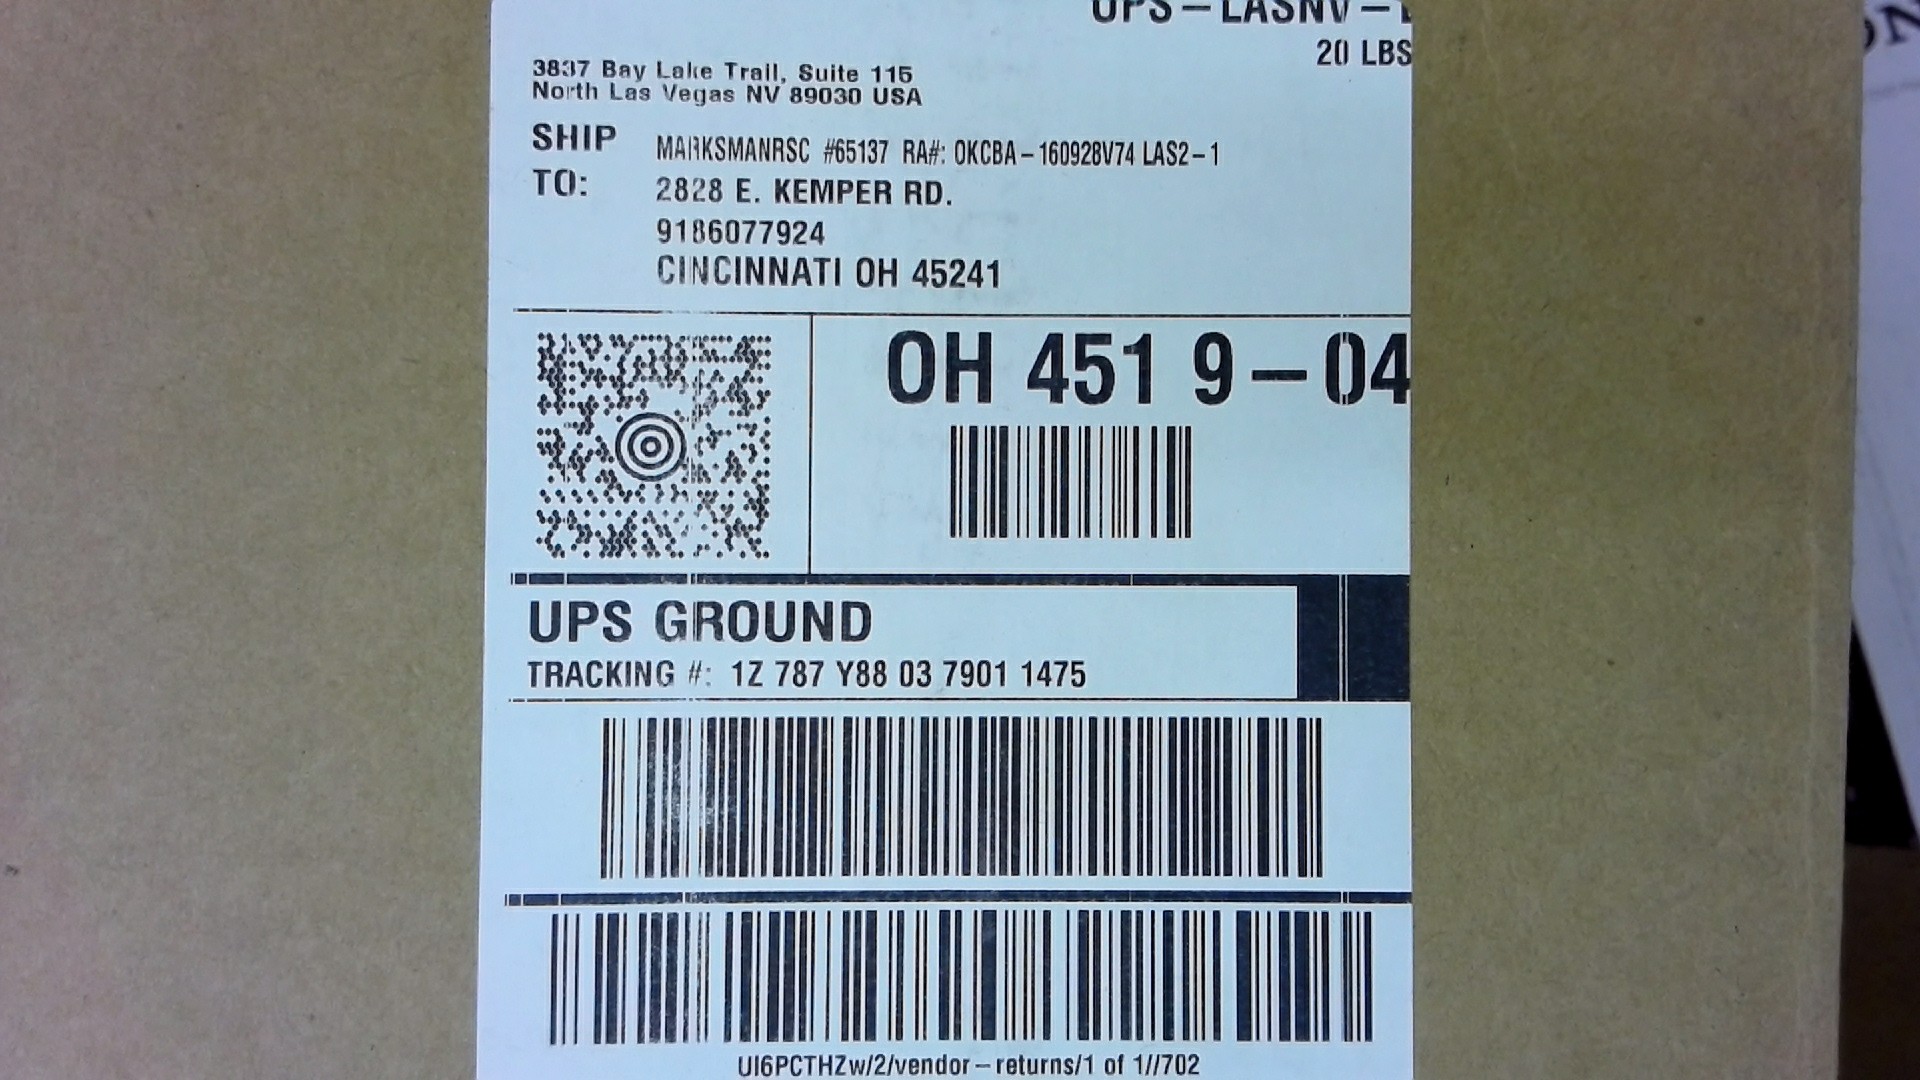 UPS – LASNV –
20 LBS
3837 Bay Lake Trail, Suite 115
North Las Vegas NV 89030 USA
SHIP TO:
MARKSMANRSC #65137 RA#: OKCBA – 160928V74 LAS2 – 1
2828 E. KEMPER RD.
9186077924
CINCINNATI OH 45241
OH 451 9 – 04
UPS GROUND
TRACKING #: 1Z 787 Y88 03 7901 1475
UI6PCTHZw/2/vendor – returns/1 of 1//702